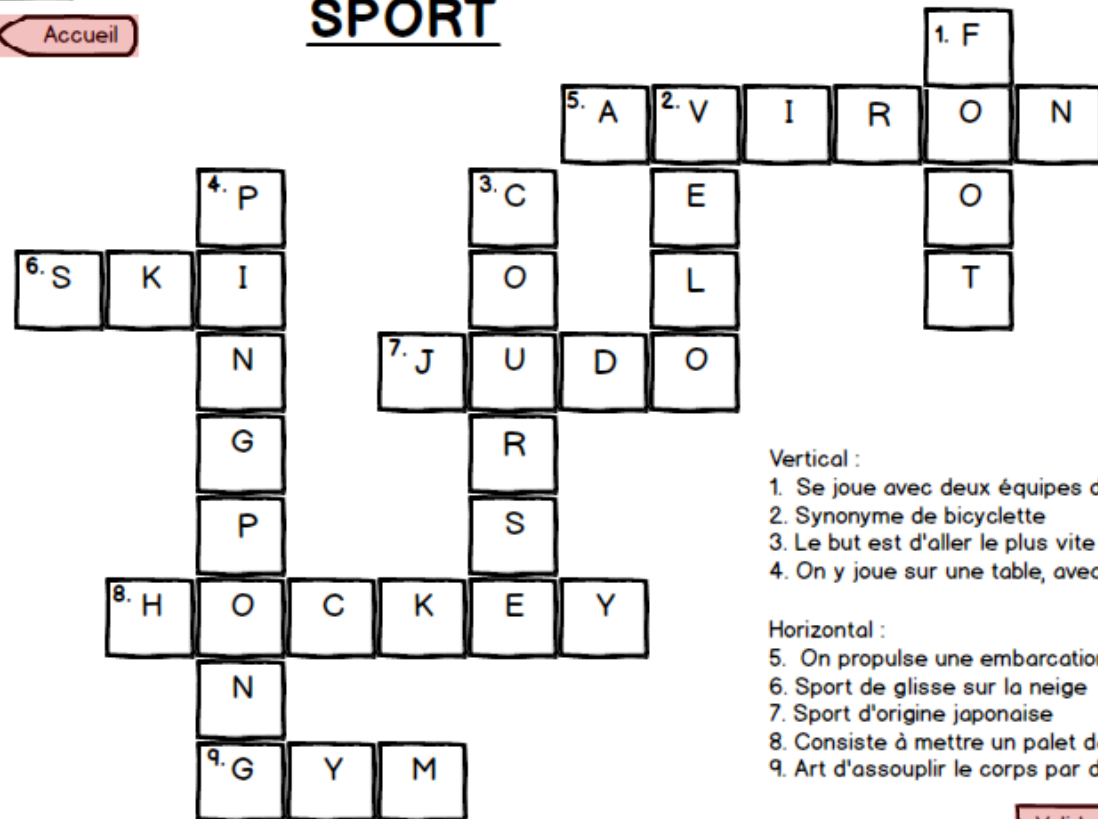 SPORT
Accueil
1. F
5. A 2. V I R O N
4. P 3. C E O
6. S K I O L T
N 7. J U D O
G R
P S
8. H O C K E Y
N
9. G Y M
Vertical :
1. Se joue avec deux équipes
2. Synonyme de bicyclette
3. Le but est d'aller le plus vite
4. On y joue sur une table, avec
Horizontal :
5. On propulse une embarcation
6. Sport de glisse sur la neige
7. Sport d'origine japonaise
8. Consiste à mettre un palet
9. Art d'assouplir le corps par